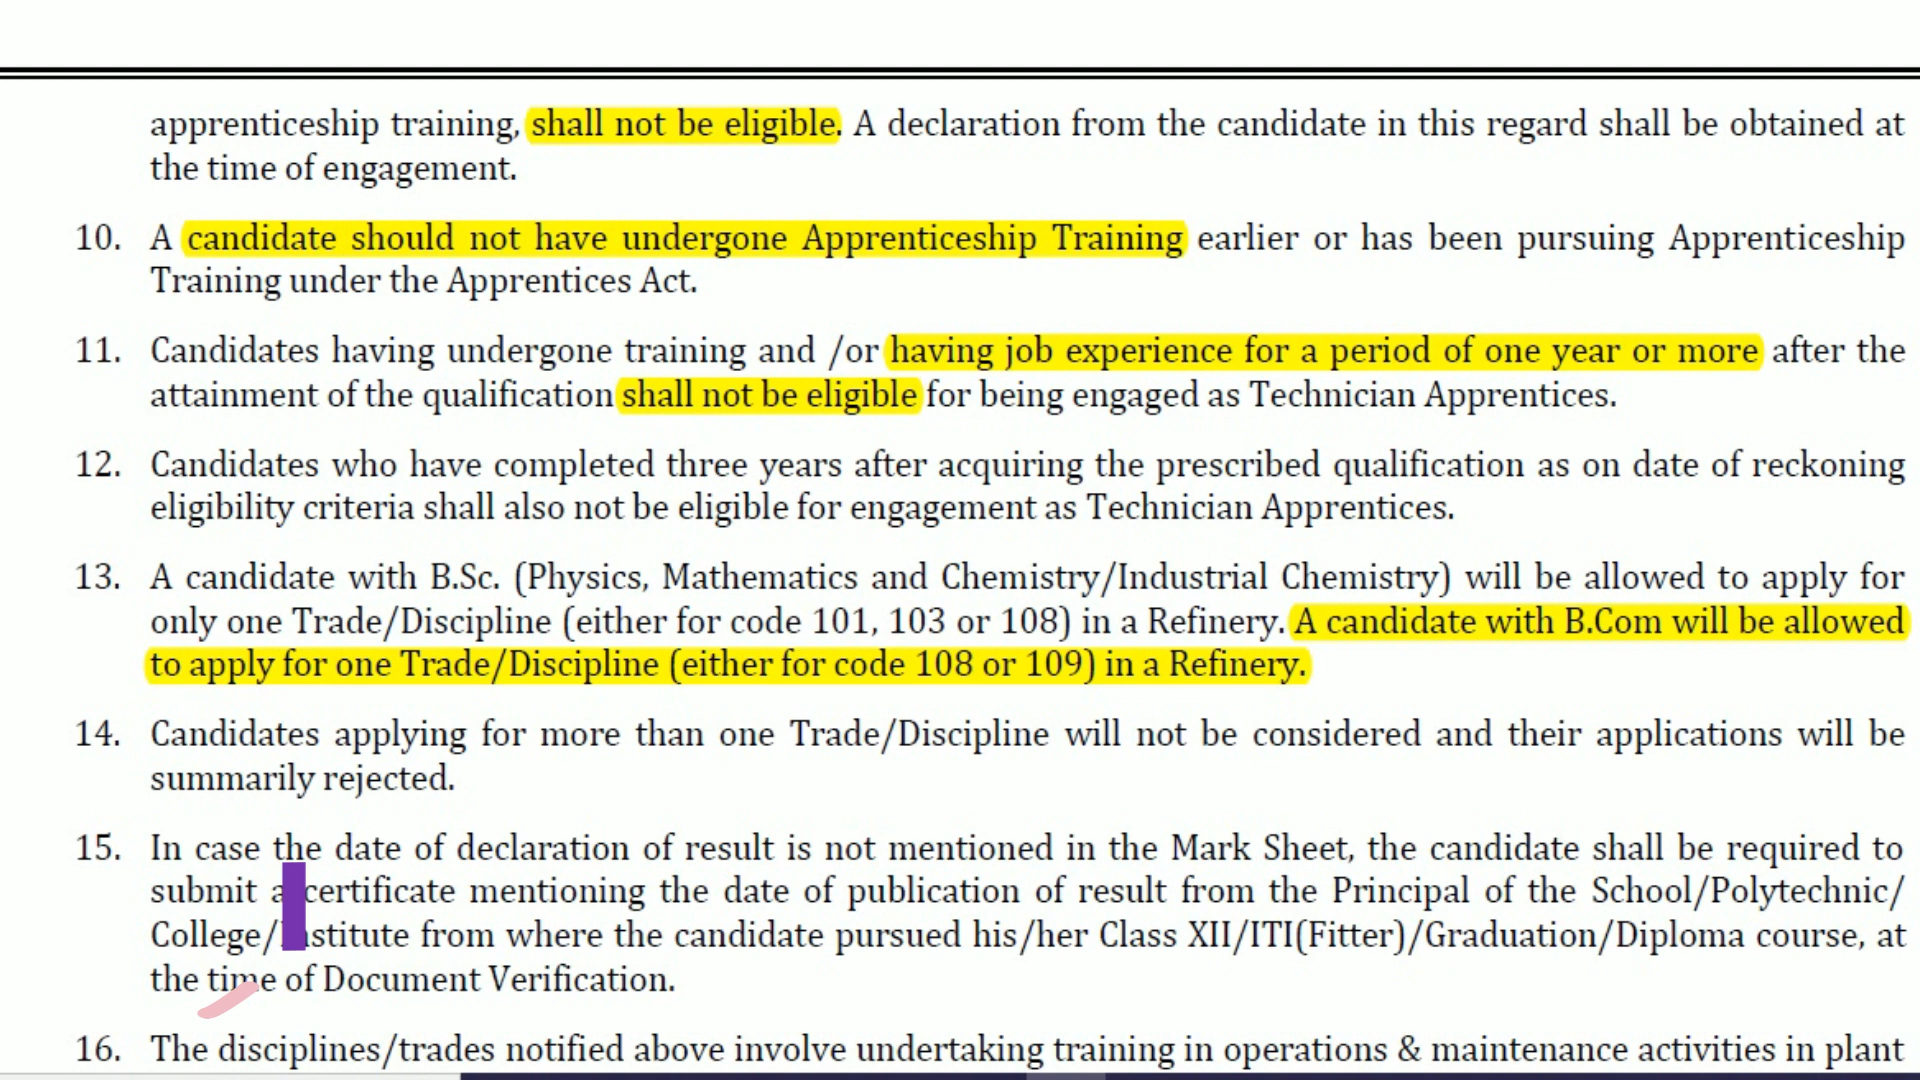 apprenticeship training, shall not be eligible. A declaration from the candidate in this regard shall be obtained at
the time of engagement.
10. A candidate should not have undergone Apprenticeship Training earlier or has been pursuing Apprenticeship
Training under the Apprentices Act.
11. Candidates having undergone training and /or having job experience for a period of one year or more after the
attainment of the qualification shall not be eligible for being engaged as Technician Apprentices.
12. Candidates who have completed three years after acquiring the prescribed qualification as on date of reckoning
eligibility criteria shall also not be eligible for engagement as Technician Apprentices.
13. A candidate with B.Sc. (Physics, Mathematics and Chemistry/Industrial Chemistry) will be allowed to apply for
only one Trade/Discipline (either for code 101, 103 or 108) in a Refinery. A candidate with B.Com will be allowed
to apply for one Trade/Discipline (either for code 108 or 109) in a Refinery.
14. Candidates applying for more than one Trade/Discipline will not be considered and their applications will be
summarily rejected.
15. In case the date of declaration of result is not mentioned in the Mark Sheet, the candidate shall be required to
submit a certificate mentioning the date of publication of result from the Principal of the School/Polytechnic/
College/Institute from where the candidate pursued his/her Class XII/ITI(Fitter)/Graduation/Diploma course, at
the time of Document Verification.
16. The disciplines/trades notified above involve undertaking training in operations & maintenance activities in plant